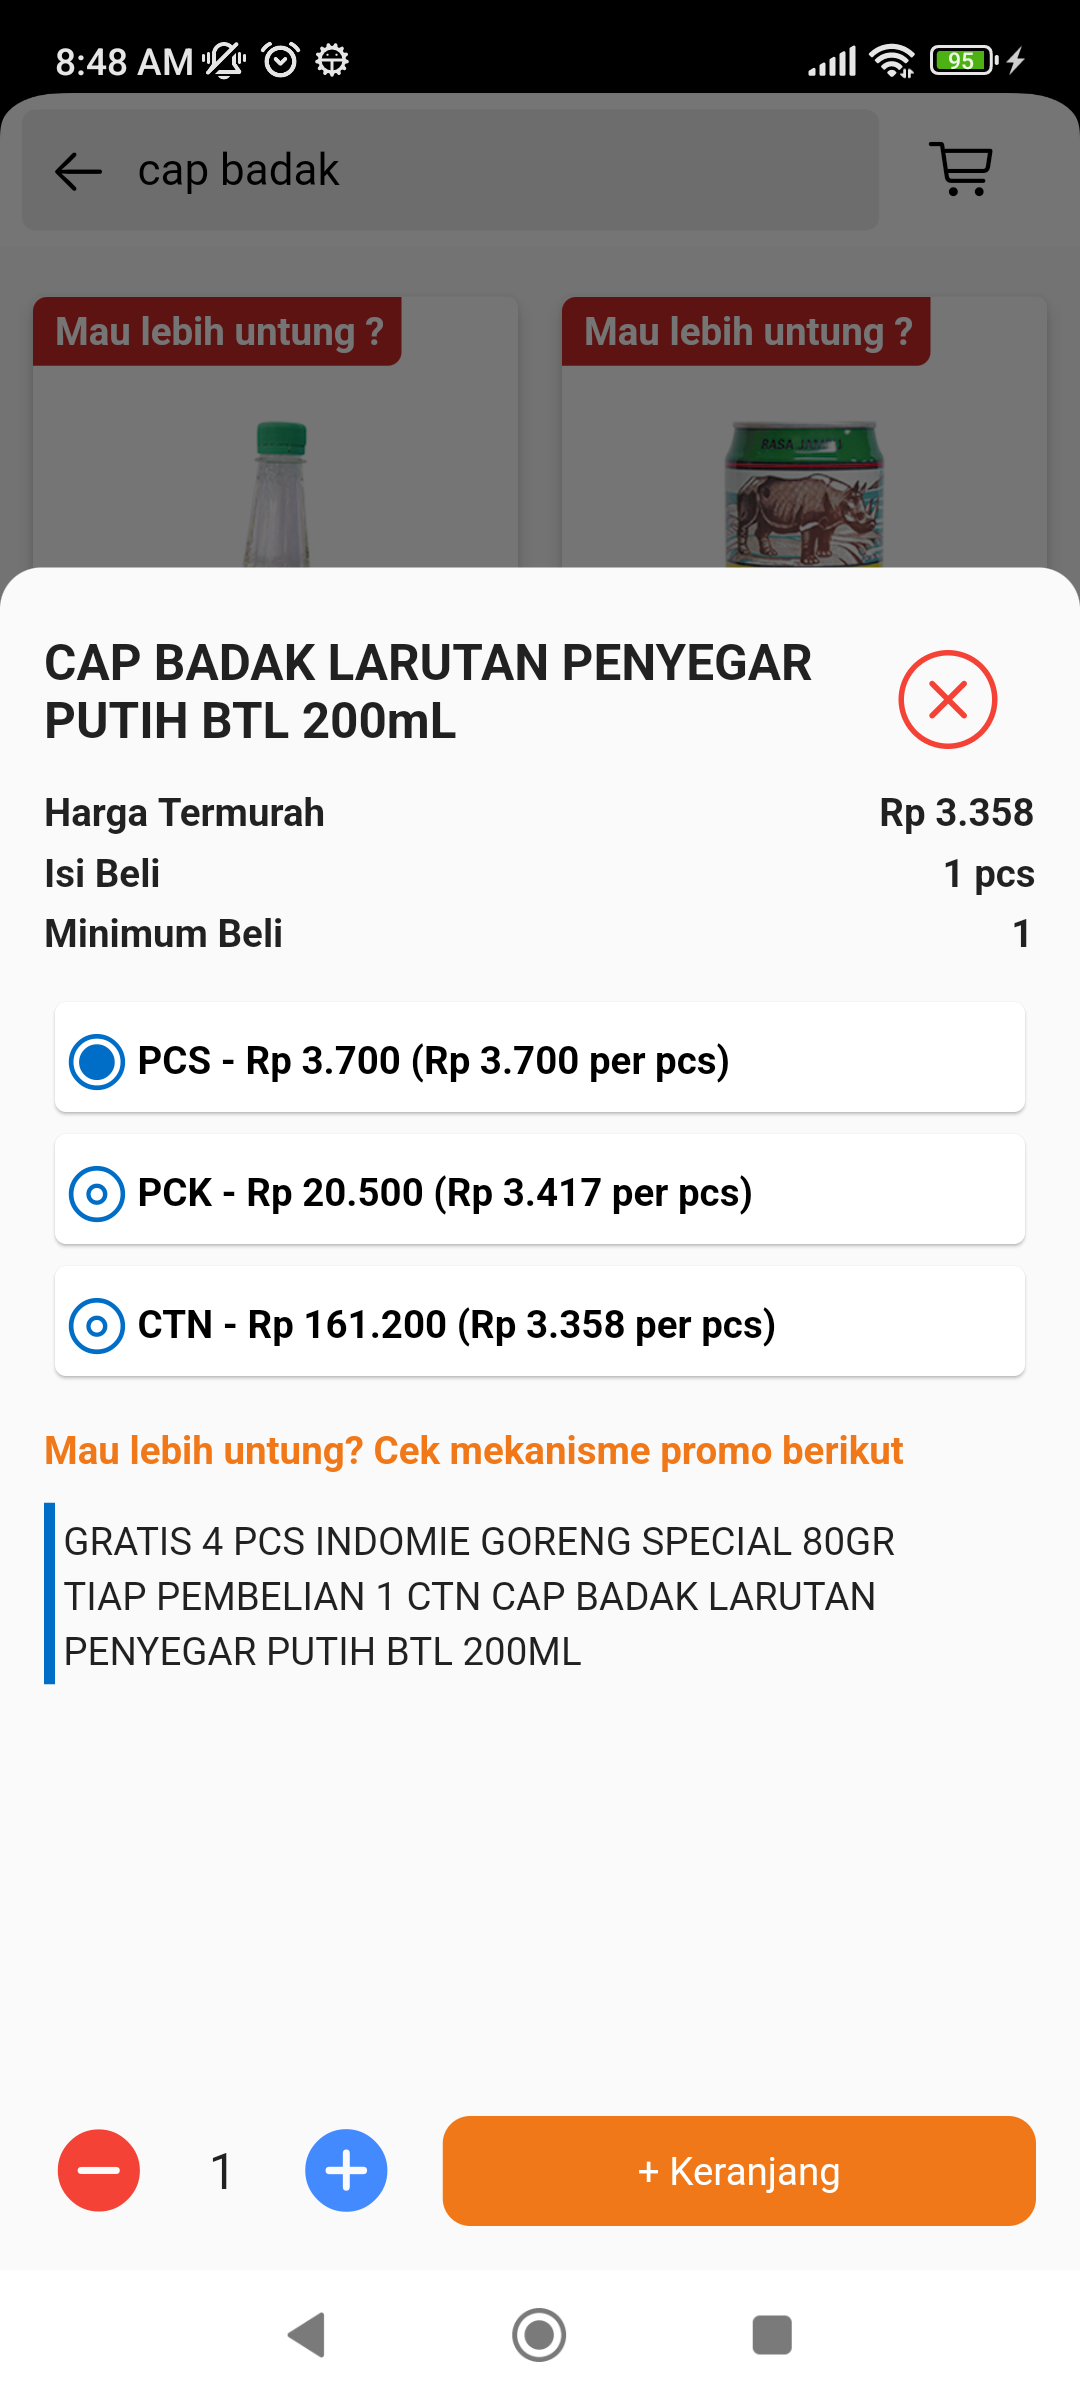 8:48 AM
95
cap badak
Mau lebih untung ?
Mau lebih untung ?
CAP BADAK LARUTAN PENYEGAR
PUTIH BTL 200mL
Harga Termurah Rp 3.358
Isi Beli 1 pcs
Minimum Beli 1
PCS - Rp 3.700 (Rp 3.700 per pcs)
PCK - Rp 20.500 (Rp 3.417 per pcs)
CTN - Rp 161.200 (Rp 3.358 per pcs)
Mau lebih untung? Cek mekanisme promo berikut
GRATIS 4 PCS INDOMIE GORENG SPECIAL 80GR
TIAP PEMBELIAN 1 CTN CAP BADAK LARUTAN
PENYEGAR PUTIH BTL 200ML
1
+ Keranjang